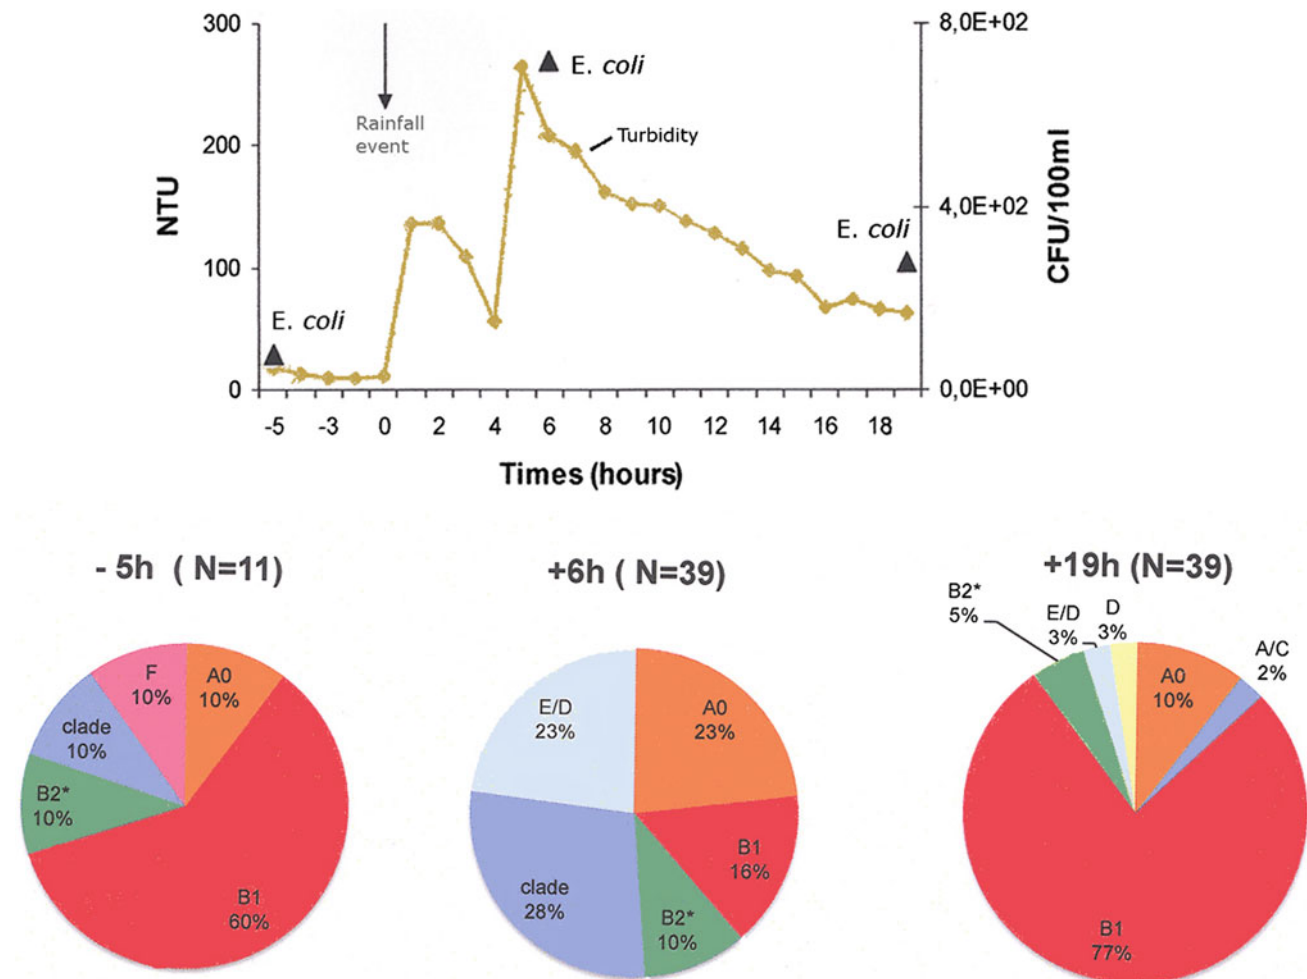 300
200
100
0
NTU
8,0E+02
4,0E+02
0,0E+00
CFU/100ml
Rainfall
event
E. coli
Turbidity
E. coli
E. coli
-5 -3 0 2 4 6 8 10 12 14 16 18
Times (hours)
- 5h ( N=11)
F
10%
A0
10%
clade
10%
B2*
10%
B1
60%
+6h ( N=39)
E/D
23%
A0
23%
B1
16%
clade
28%
B2*
10%
+19h (N=39)
B2*
5%
E/D
3%
D
3%
A0
10%
A/C
2%
B1
77%